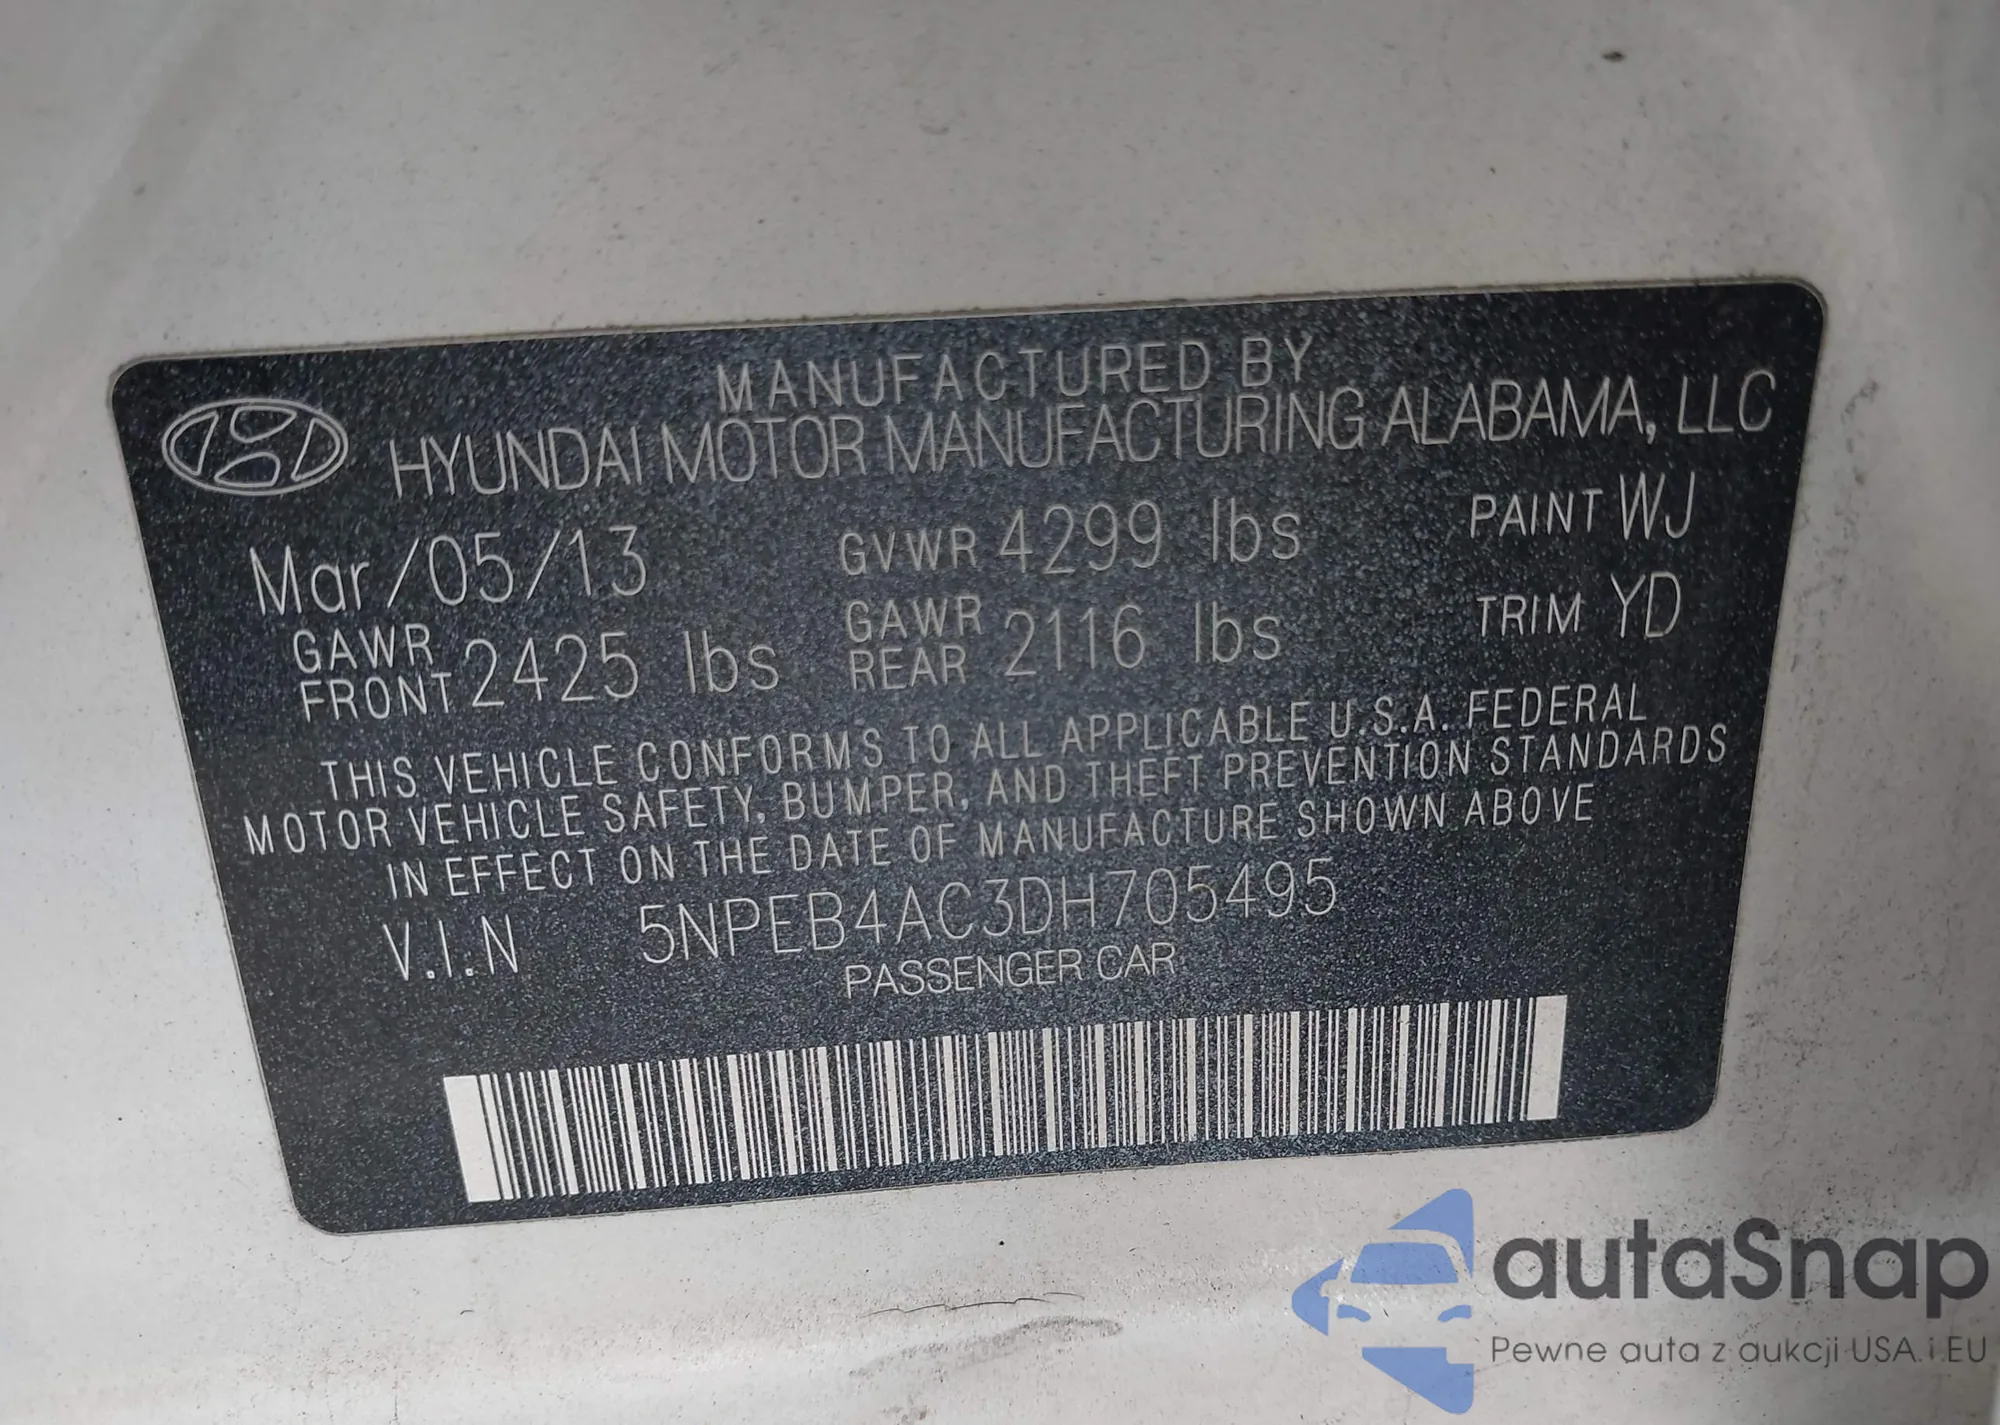 MANUFACTURED BY
HYUNDAI MOTOR MANUFACTURING ALABAMA, LLC
Mar/05/13 GVWR 4299 lbs PAINT WJ
GAWR FRONT 2425 lbs GAWR REAR 2116 lbs TRIM YD
THIS VEHICLE CONFORMS TO ALL APPLICABLE U.S.A. FEDERAL
MOTOR VEHICLE SAFETY, BUMPER, AND THEFT PREVENTION STANDARDS
IN EFFECT ON THE DATE OF MANUFACTURE SHOWN ABOVE
V.I.N 5NPEB4AC3DH705495
PASSENGER CAR
autaSnap
Pewne auta z aukcji USA i EU